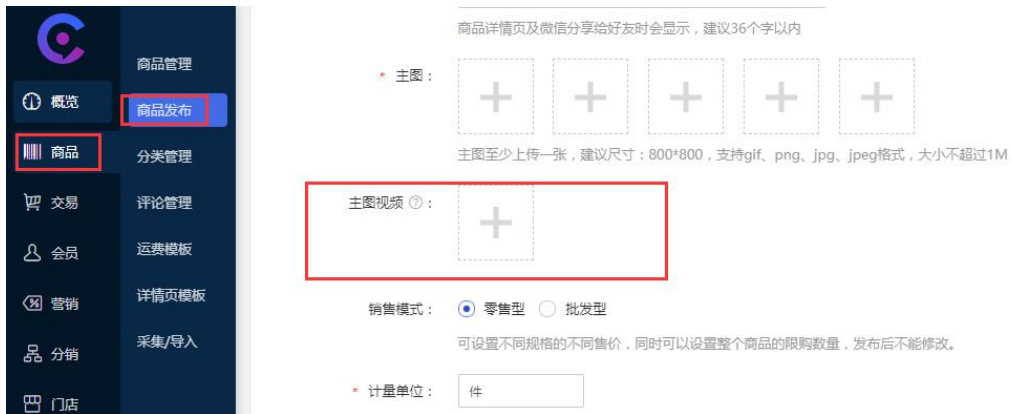 商品详情页及微信分享给好友时会显示，建议36个字以内
商品管理
* 主图：
概览
商品发布
商品
分类管理
主图至少上传一张，建议尺寸：800*800，支持gif、png、jpg、jpeg格式，大小不超过1M
交易
评论管理
主图视频 ? ：
会员
运费模板
营销
详情页模板
销售模式：
零售型
批发型
分销
采集/导入
可设置不同规格的不同售价，同时可以设置整个商品的限购数量，发布后不能修改。
门店
* 计量单位：
件